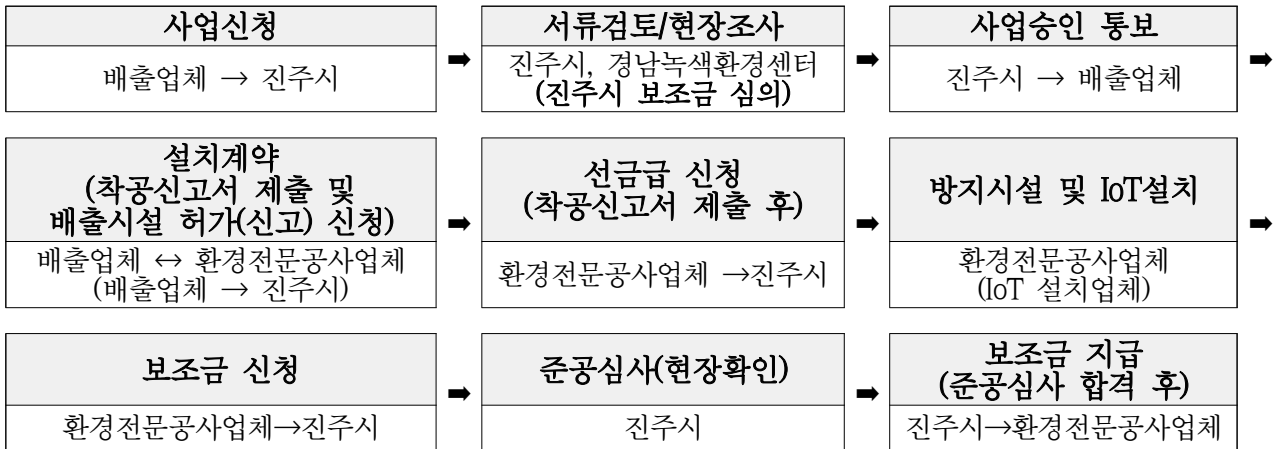 사업신청
배출업체 → 진주시
➡
서류검토/현장조사
진주시, 경남녹색환경센터
(진주시 보조금 심의)
➡
사업승인 통보
진주시 → 배출업체
➡
설치계약
(착공신고서 제출 및
배출시설 허가(신고) 신청)
배출업체 ↔ 환경전문공사업체
(배출업체 → 진주시)
➡
선금급 신청
(착공신고서 제출 후)
환경전문공사업체 →진주시
➡
방지시설 및 IoT설치
환경전문공사업체
(IoT 설치업체)
➡
보조금 신청
환경전문공사업체→진주시
➡
준공심사(현장확인)
진주시
➡
보조금 지급
(준공심사 합격 후)
진주시→환경전문공사업체